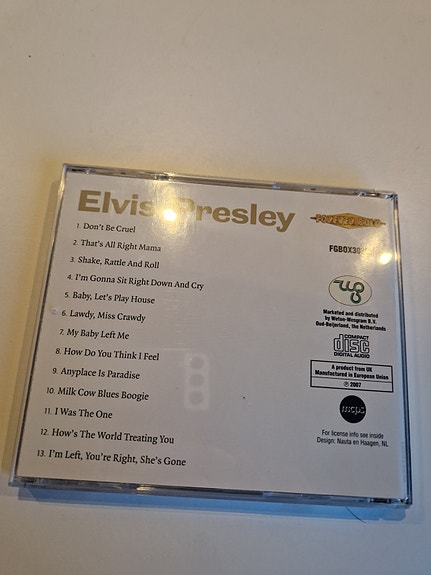 Elvis Presley
1. Don't Be Cruel
2. That's All Right Mama
3. Shake, Rattle And Roll
4. I'm Gonna Sit Right Down And Cry
5. Baby, Let's Play House
6. Lawdy, Miss Crawdy
7. My Baby Left Me
8. How Do You Think I Feel
9. Anyplace Is Paradise
10. Milk Cow Blues Boogie
11. I Was The One
12. How's The World Treating You
13. I'm Left, You're Right, She's Gone
FOREVER GOLD
wg
Marketed and distributed
by Weton-Wesgram B.V.
Oud-Beijerland, the Netherlands
COMPACT
disc
DIGITAL AUDIO
A product from UK
Manufactured in European Union
℗ 2007
mcps
For license info see inside
Design: Nauta en Haagen, NL